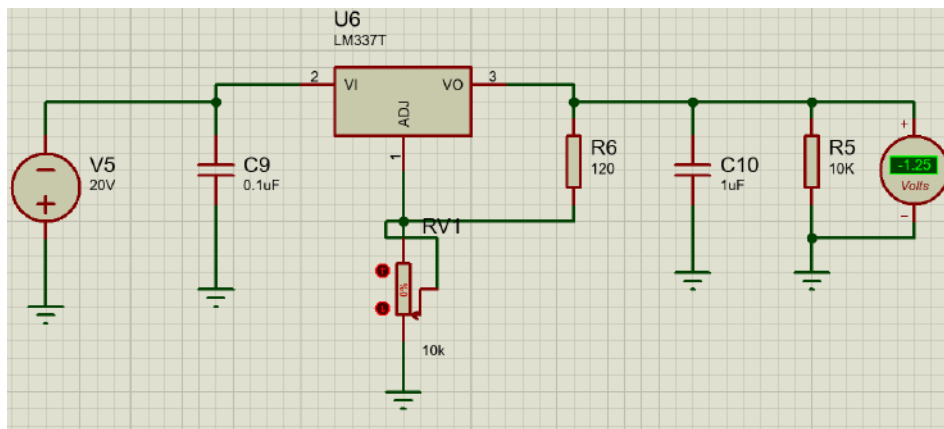 U6
LM337T
2
VI
VO
3
ADJ
1
V5
20V
C9
0.1uF
R6
120
C10
1uF
R5
10K
+
-1.25
Volts
−
RV1
0%
10k